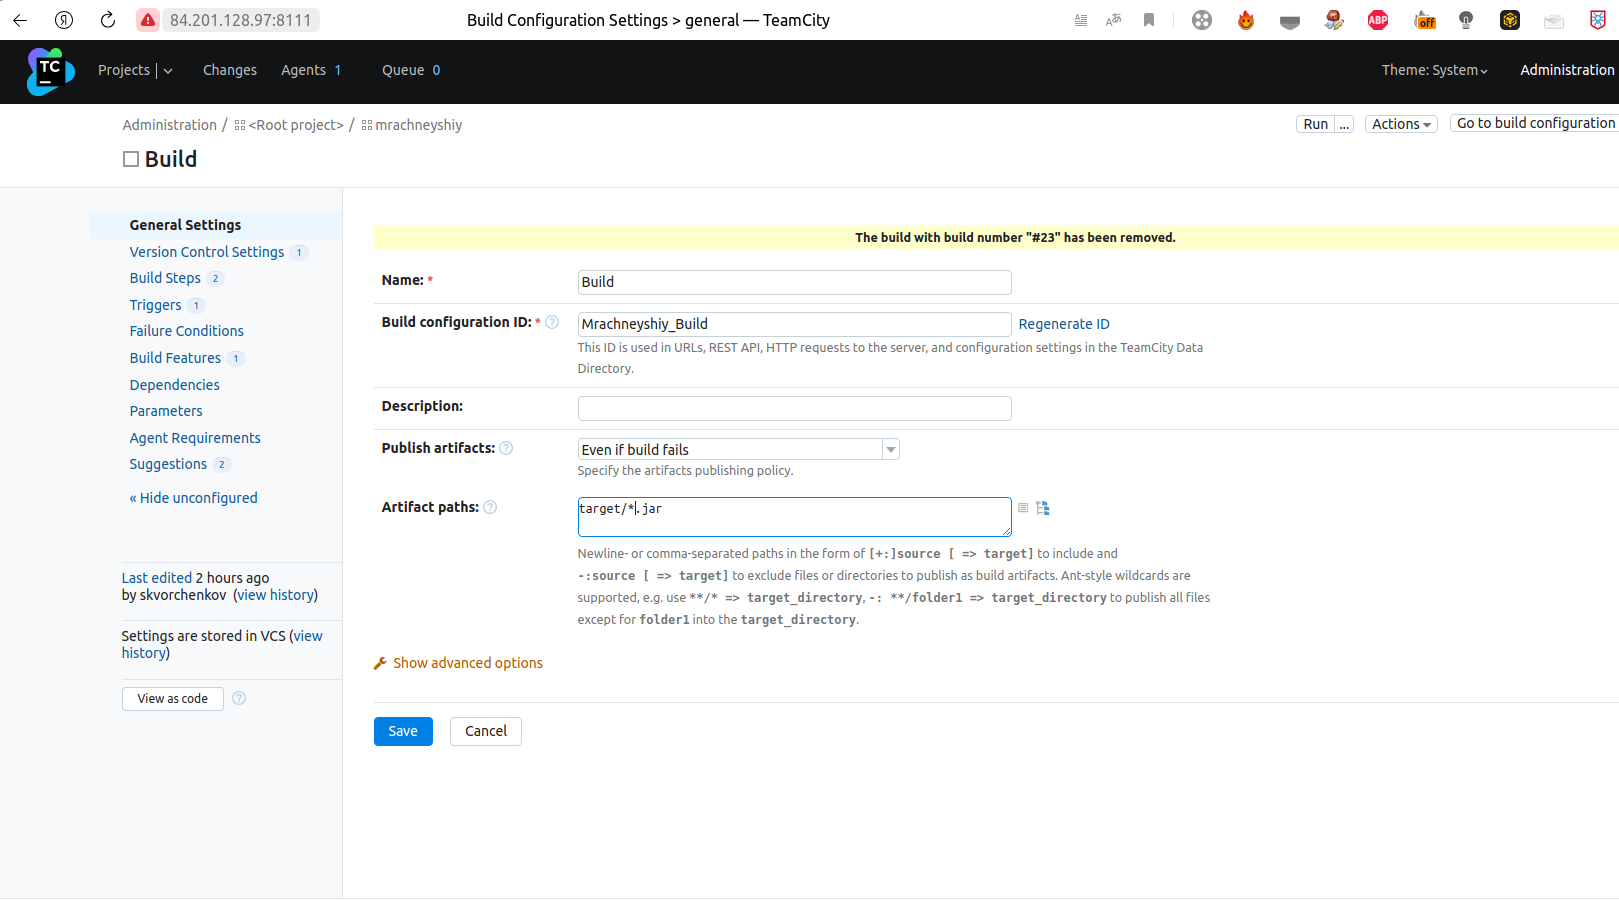 84.201.128.97:8111
Build Configuration Settings > general — TeamCity
ABP
off
TC
Projects
Changes
Agents 1
Queue 0
Theme: System
Administration
Administration / <Root project> / mrachneyshiy
Run ...
Actions
Go to build configuration
Build
General Settings
Version Control Settings 1
Build Steps 2
Triggers 1
Failure Conditions
Build Features 1
Dependencies
Parameters
Agent Requirements
Suggestions 2
« Hide unconfigured
Last edited 2 hours ago
by skvorchenkov (view history)
Settings are stored in VCS (view
history)
View as code ?
The build with build number "#23" has been removed.
Name: * Build
Build configuration ID: * ? Mrachneyshiy_Build Regenerate ID
This ID is used in URLs, REST API, HTTP requests to the server, and configuration settings in the TeamCity Data
Directory.
Description:
Publish artifacts: ? Even if build fails
Specify the artifacts publishing policy.
Artifact paths: ? target/*.jar
Newline- or comma-separated paths in the form of [+:]source [ => target] to include and
-:source [ => target] to exclude files or directories to publish as build artifacts. Ant-style wildcards are
supported, e.g. use **/* => target_directory, -: **/folder1 => target_directory to publish all files
except for folder1 into the target_directory.
Show advanced options
Save
Cancel